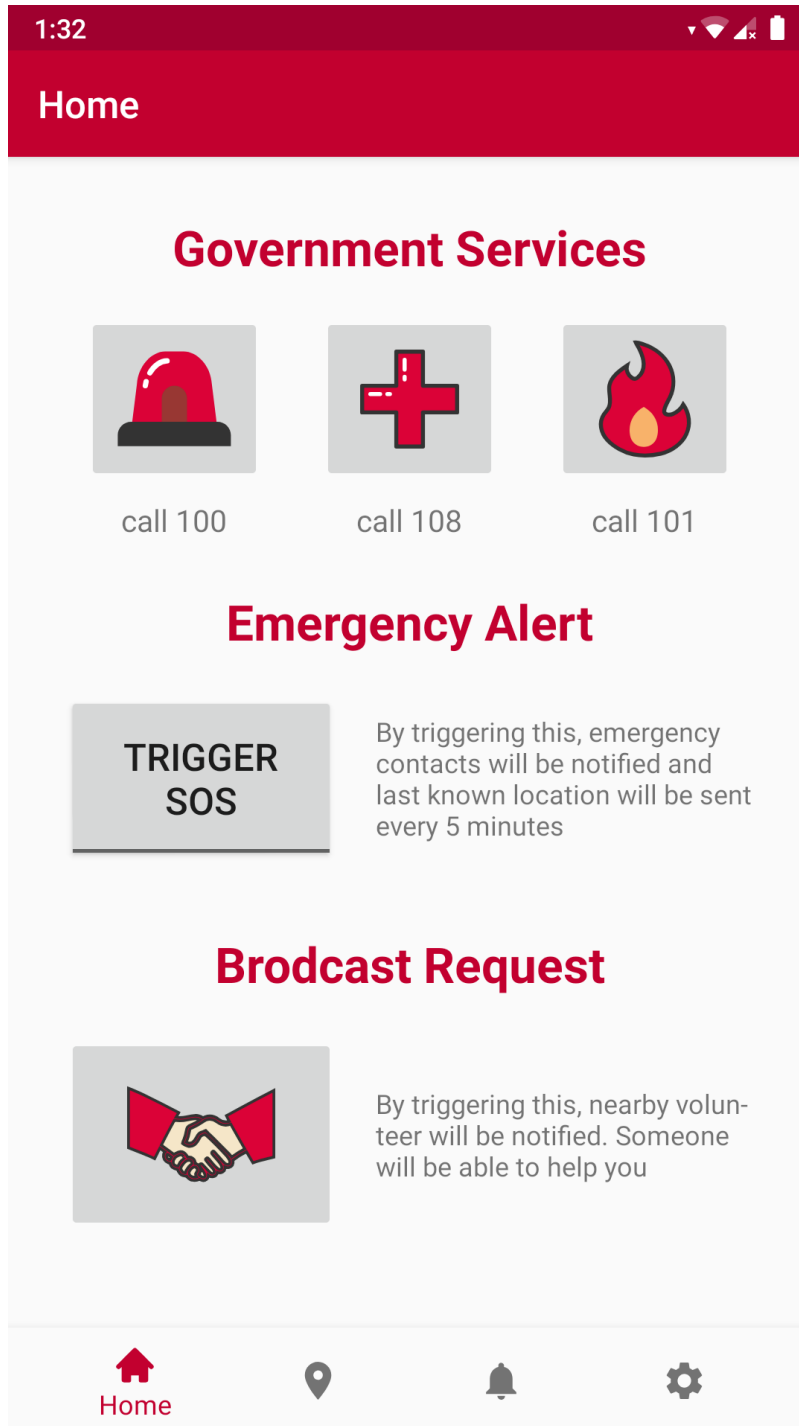 1:32
Home
Government Services
call 100
call 108
call 101
Emergency Alert
TRIGGER
SOS
By triggering this, emergency
contacts will be notified and
last known location will be sent
every 5 minutes
Brodcast Request
By triggering this, nearby volun-
teer will be notified. Someone
will be able to help you
Home